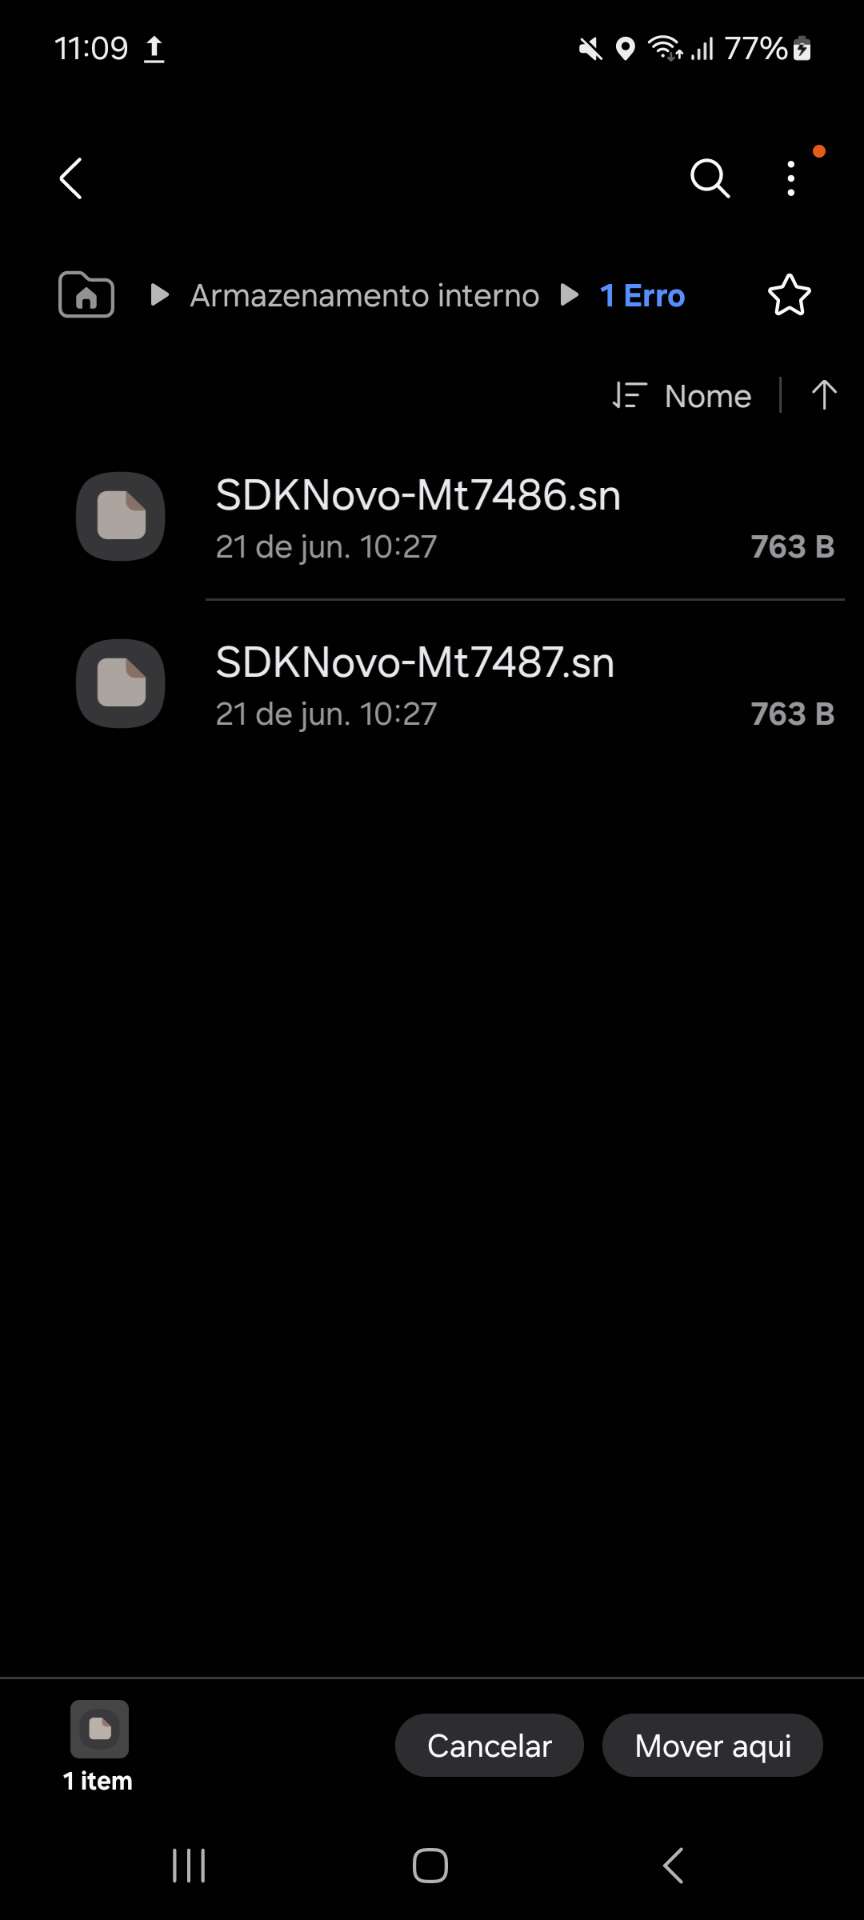 11:09 77%
Armazenamento interno 1 Erro
Nome
SDKNovo-Mt7486.sn
21 de jun. 10:27 763 B
SDKNovo-Mt7487.sn
21 de jun. 10:27 763 B
Cancelar Mover aqui
1 item